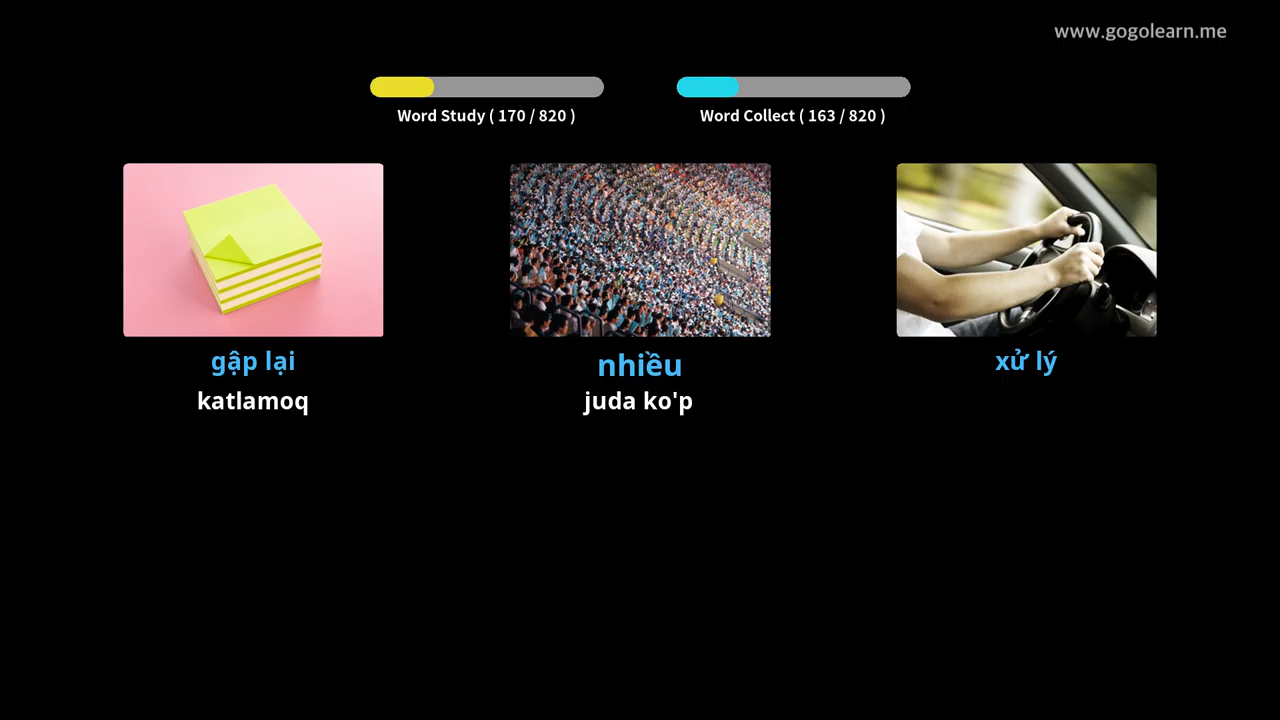 www.gogolearn.me
Word Study ( 170 / 820 )
Word Collect ( 163 / 820 )
gập lại
katlamoq
nhiều
juda ko'p
xử lý